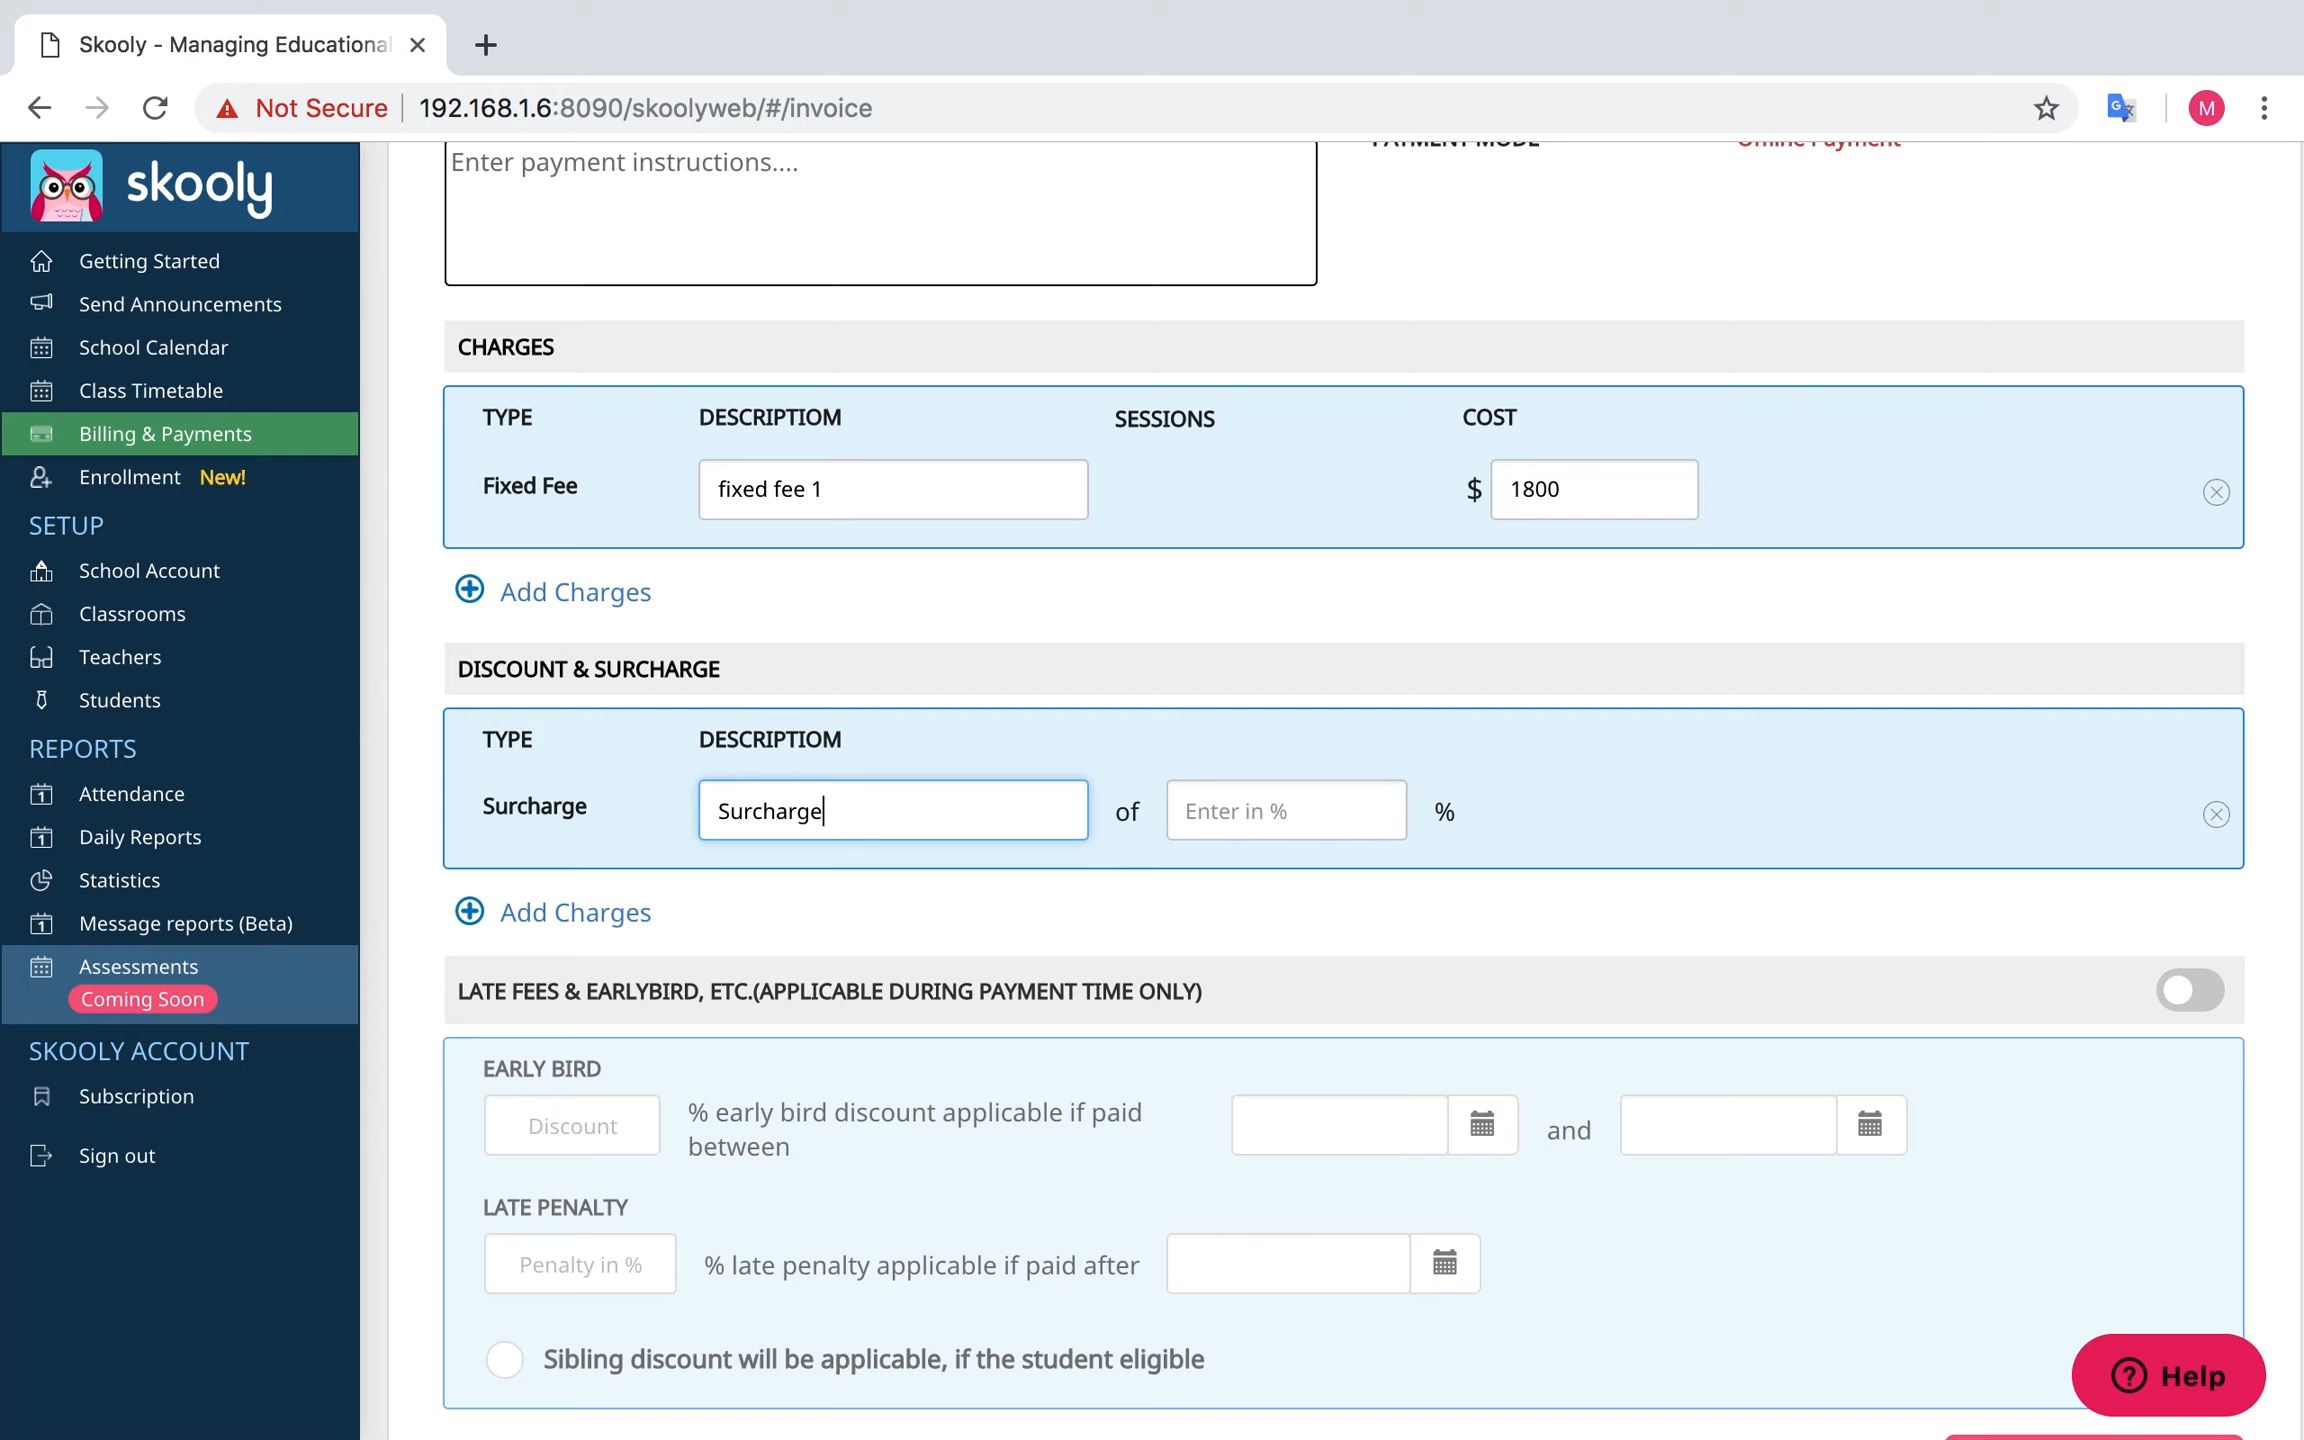 Skooly - Managing Educational
Not Secure
192.168.1.6:8090/skoolyweb/#/invoice
M
skooly
Getting Started
Send Announcements
School Calendar
Class Timetable
Billing & Payments
Enrollment New!
SETUP
School Account
Classrooms
Teachers
Students
REPORTS
Attendance
Daily Reports
Statistics
Message reports (Beta)
Assessments
Coming Soon
SKOOLY ACCOUNT
Subscription
Sign out
Enter payment instructions....
PAYMENT MODE
Online Payment
CHARGES
TYPE DESCRIPTIOM SESSIONS COST
Fixed Fee fixed fee 1 $ 1800
Add Charges
DISCOUNT & SURCHARGE
TYPE DESCRIPTIOM
Surcharge Surcharge of Enter in % %
Add Charges
LATE FEES & EARLYBIRD, ETC.(APPLICABLE DURING PAYMENT TIME ONLY)
EARLY BIRD
Discount % early bird discount applicable if paid
between
and
LATE PENALTY
Penalty in % % late penalty applicable if paid after
Sibling discount will be applicable, if the student eligible
Help